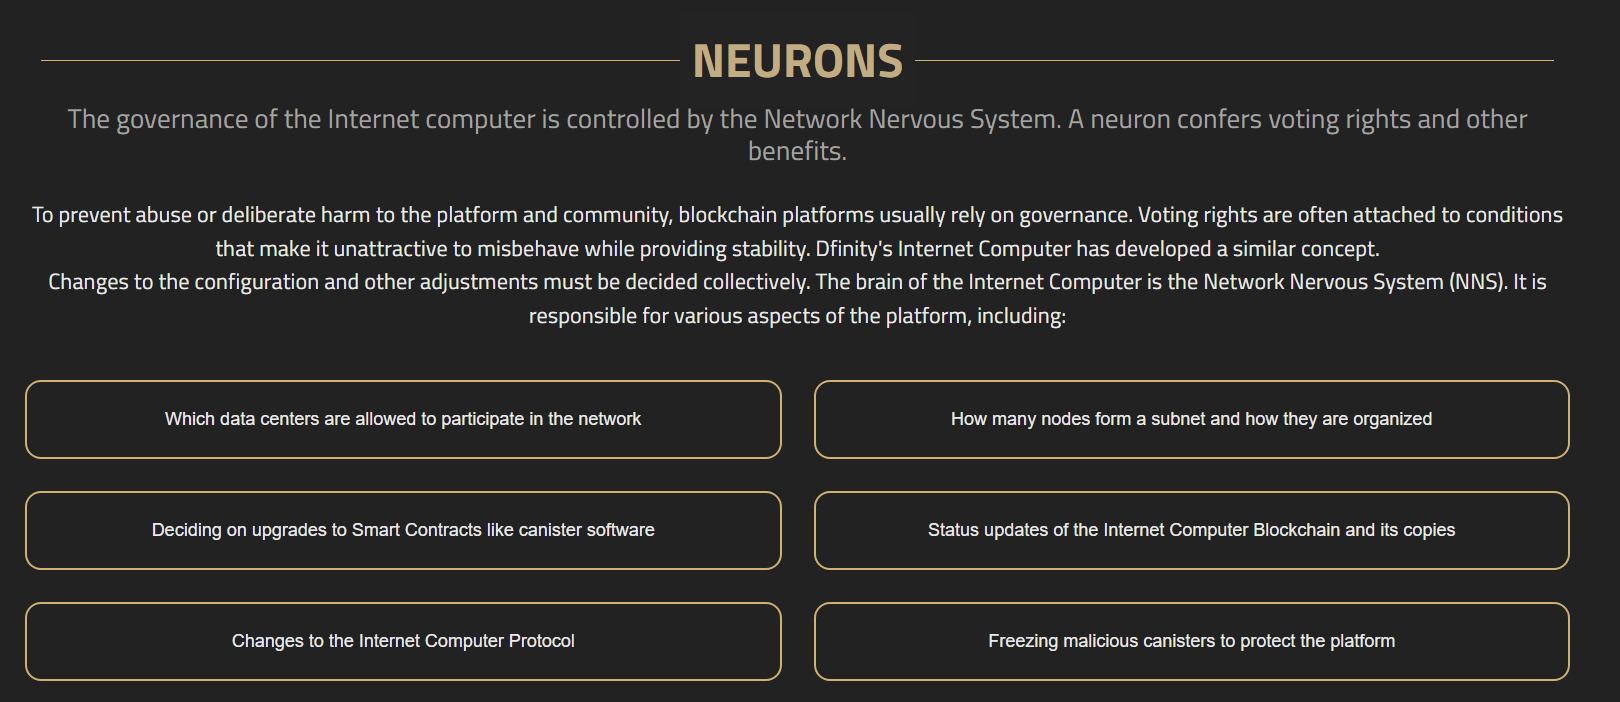 NEURONS
The governance of the Internet computer is controlled by the Network Nervous System. A neuron confers voting rights and other
benefits.
To prevent abuse or deliberate harm to the platform and community, blockchain platforms usually rely on governance. Voting rights are often attached to conditions
that make it unattractive to misbehave while providing stability. Dfinity's Internet Computer has developed a similar concept.
Changes to the configuration and other adjustments must be decided collectively. The brain of the Internet Computer is the Network Nervous System (NNS). It is
responsible for various aspects of the platform, including:
Which data centers are allowed to participate in the network
How many nodes form a subnet and how they are organized
Deciding on upgrades to Smart Contracts like canister software
Status updates of the Internet Computer Blockchain and its copies
Changes to the Internet Computer Protocol
Freezing malicious canisters to protect the platform